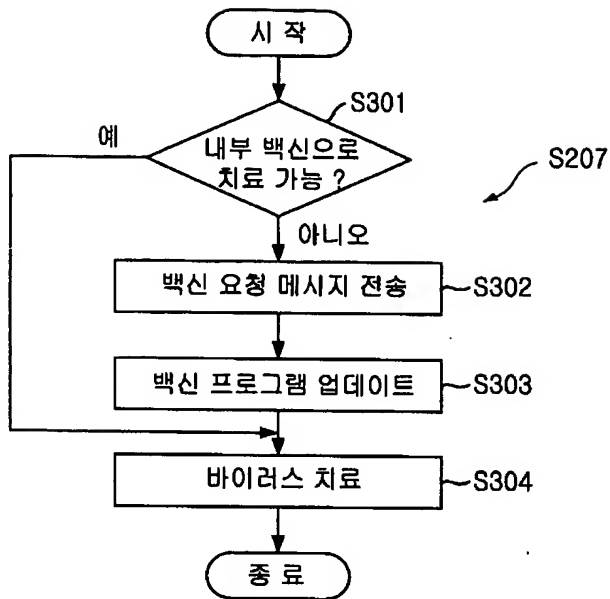 시 작
S301
예
내부 백신으로
치료 가능 ?
S207
아니오
백신 요청 메시지 전송
S302
백신 프로그램 업데이트
S303
바이러스 치료
S304
종 료